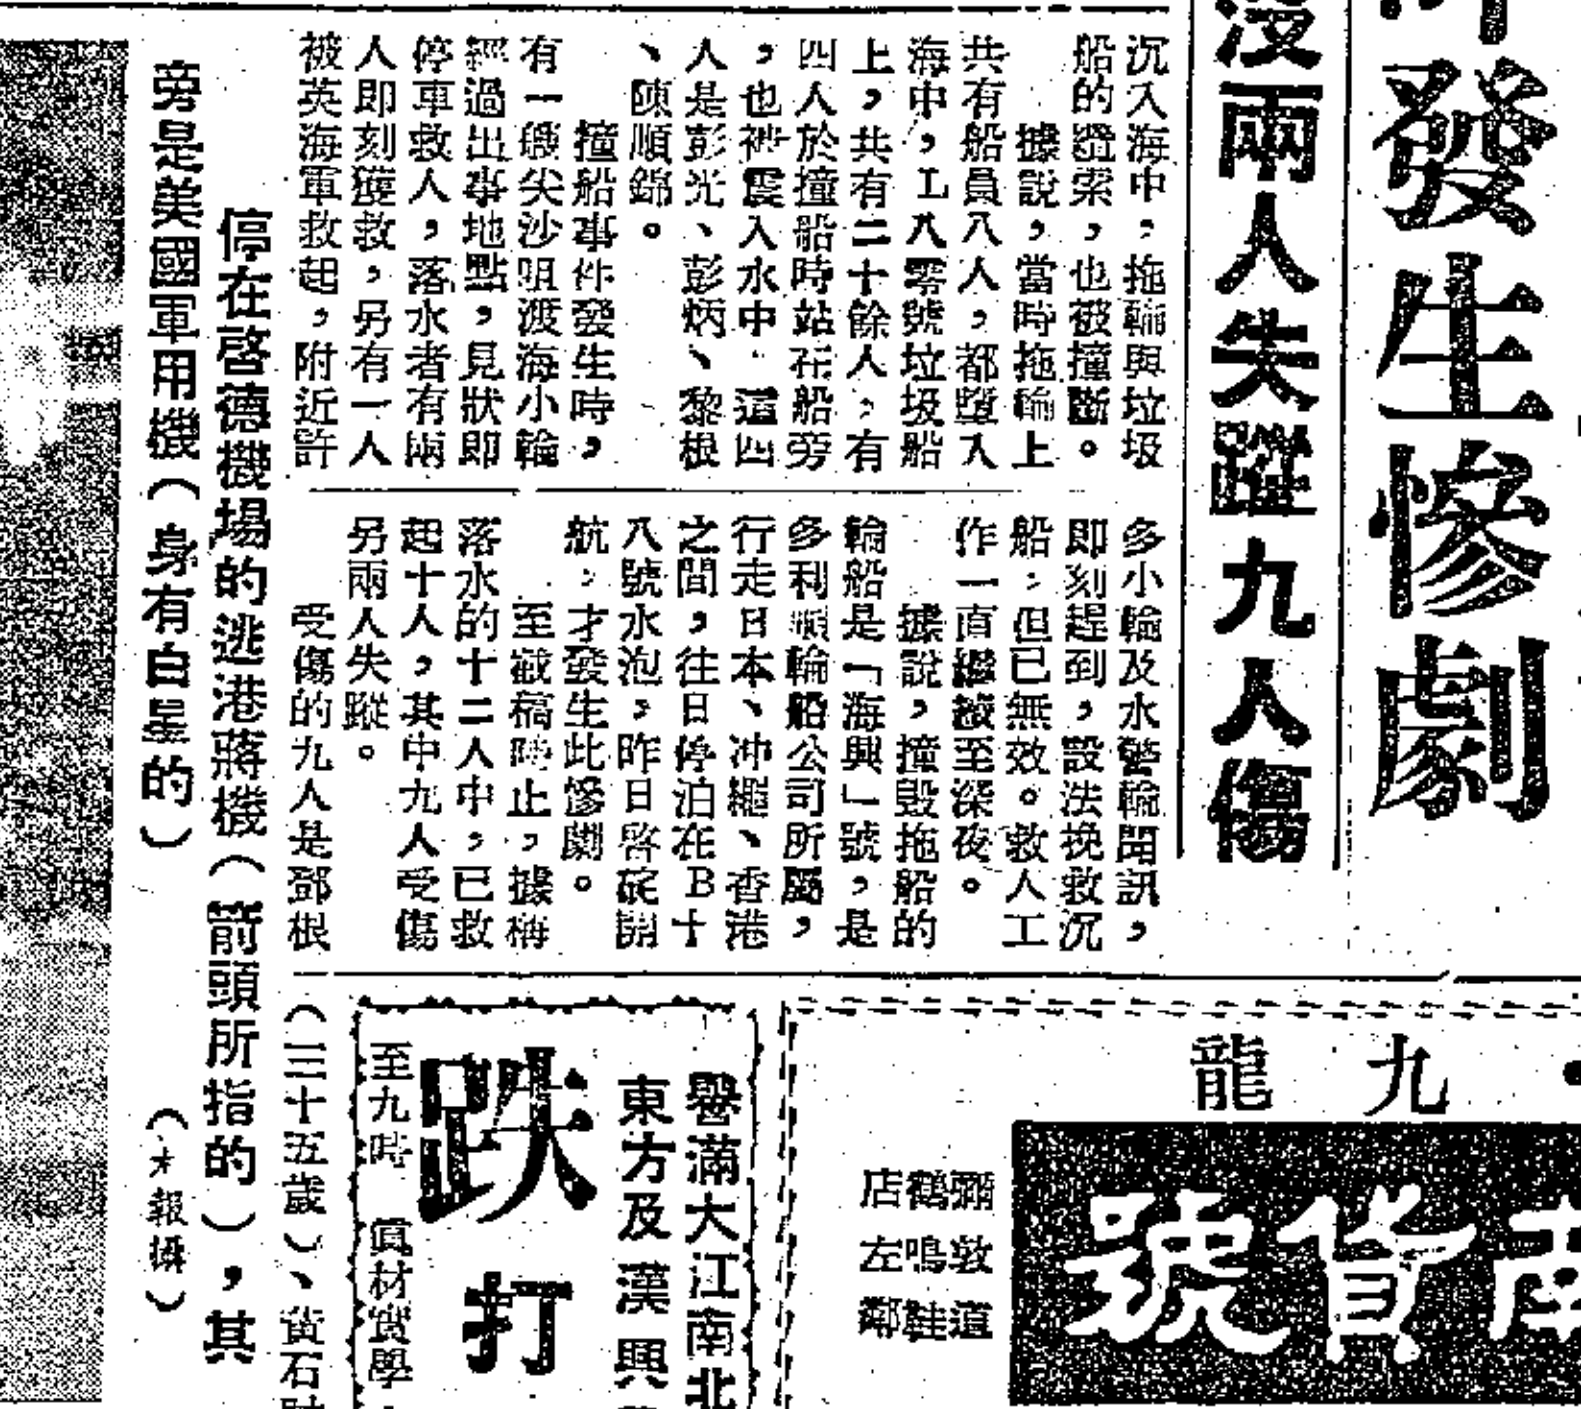 發生慘劇
沒兩人失蹤九人傷
沉入海中，拖輪與垃圾
船的纜索，也被撞斷。
據說，當時拖輪上
共有船員八人，都墮入
海中，工八零號垃圾船
上，共有二十餘人，有
四人於撞船時站在船旁
，也被震入水中，這四
人是彭光、彭炳、黎根
、陳順錦。
撞船事件發生時，
有一艘尖沙咀渡海小輪
經過出事地點，見狀即
停車救人，落水者有兩
人即刻獲救，另有一人
被英海軍救起，附近許
多小輪及水警輪聞訊，
即刻趕到，設法挽救沉
船，但已無效。救人工
作一直繼續至深夜。
據說，撞毀拖船的
輪船是「海興」號，是
多利順輪船公司所屬，
行走日本、冲繩、香港
之間，往日停泊在B十
八號水泡，昨日啓碇開
航，才發生此慘劇。
至截稿時止，據稱
落水的十二人中，已救
起十人，其中九人受傷
另兩人失蹤。
受傷的九人是鄧根
（三十五歲）、黃石
停在啓德機場的逃港蔣機（箭頭所指的），其
旁是美國軍用機（身有白星的）
（本報攝）
譽滿大江南北
東方及漢興
跌打
至九時 真材實學
九龍
貨號
彌敦道
鶴鳴鞋
店左鄰